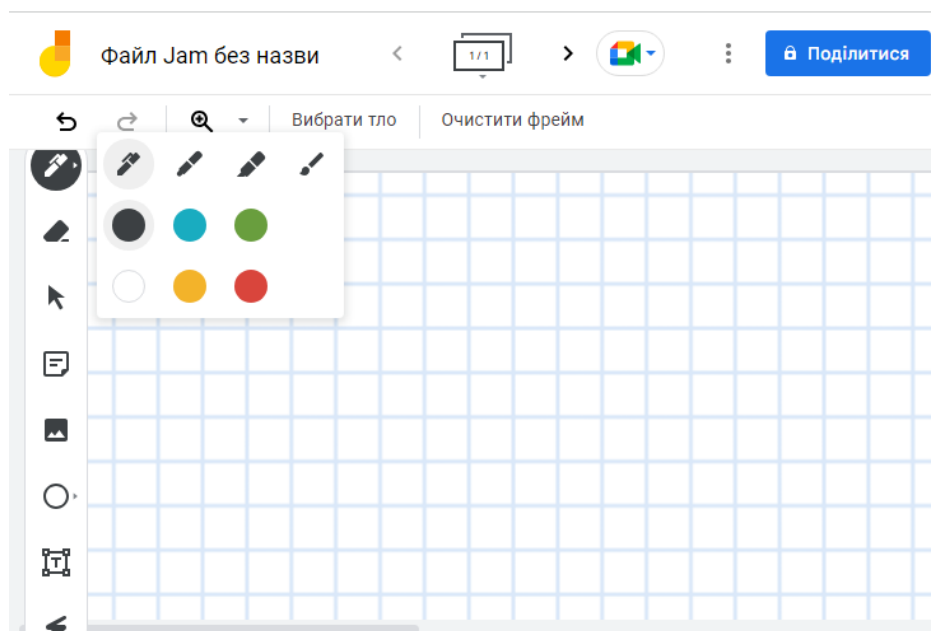 Файл Jam без назви
1/1
Поділитися
Вибрати тло
Очистити фрейм
T